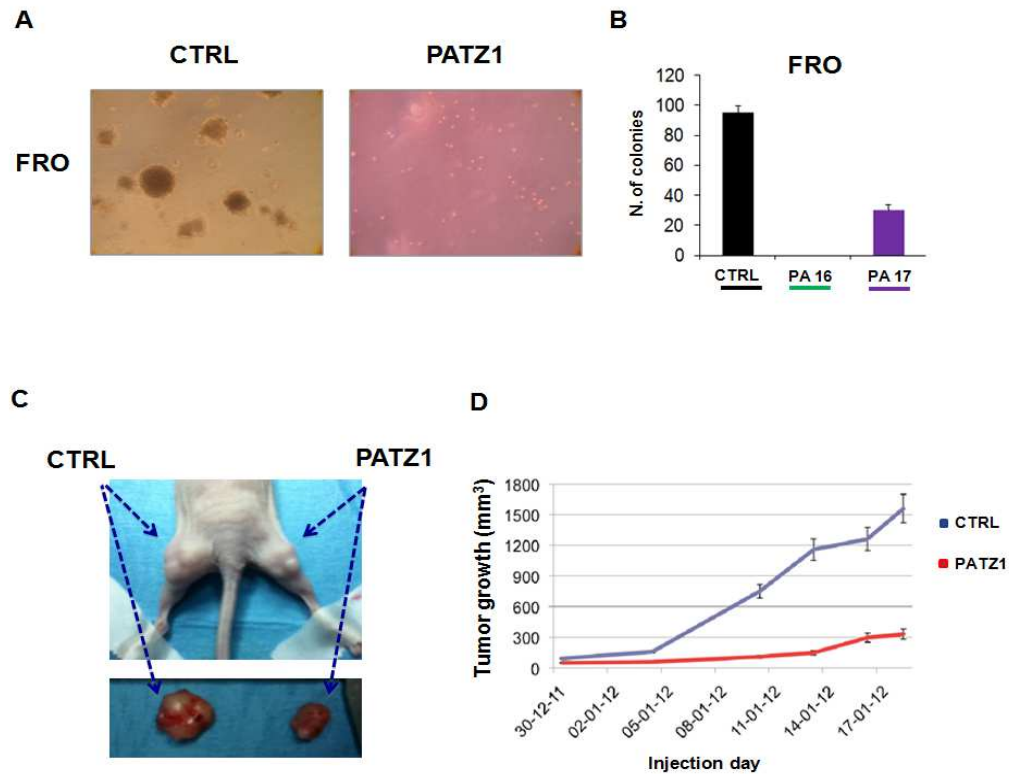 A
CTRL
PATZ1
FRO
B
FRO
N. of colonies
120
100
80
60
40
20
0
CTRL
PA 16
PA 17
C
CTRL
PATZ1
D
Tumor growth (mm³)
1800
1500
1200
900
600
300
0
30-12-11
02-01-12
05-01-12
08-01-12
11-01-12
14-01-12
17-01-12
Injection day
CTRL
PATZ1